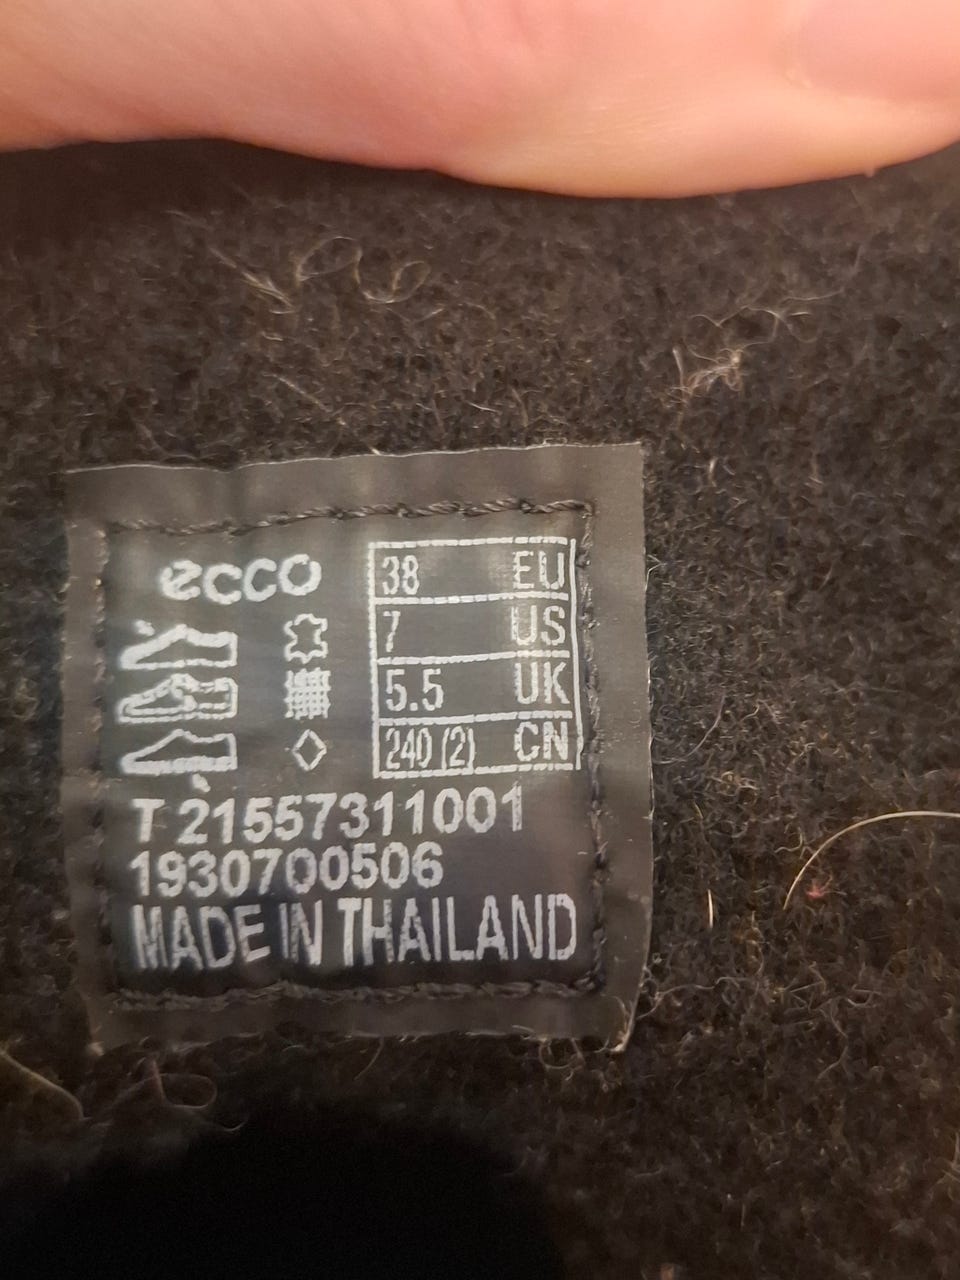 ecco
38 EU
7 US
5.5 UK
240 (2) CN
T 21557311001
1930700506
MADE IN THAILAND